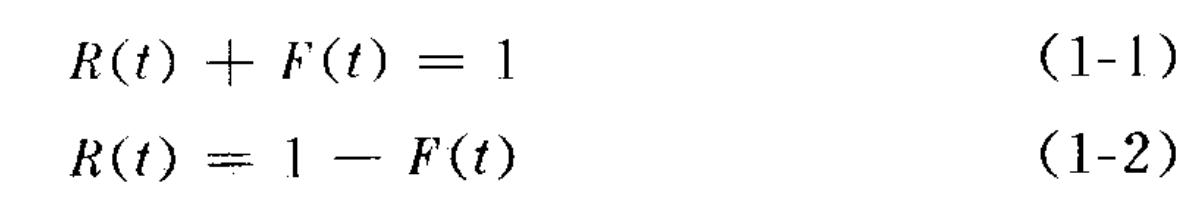 R(t) + F(t) = 1 (1-1)
R(t) = 1 - F(t) (1-2)